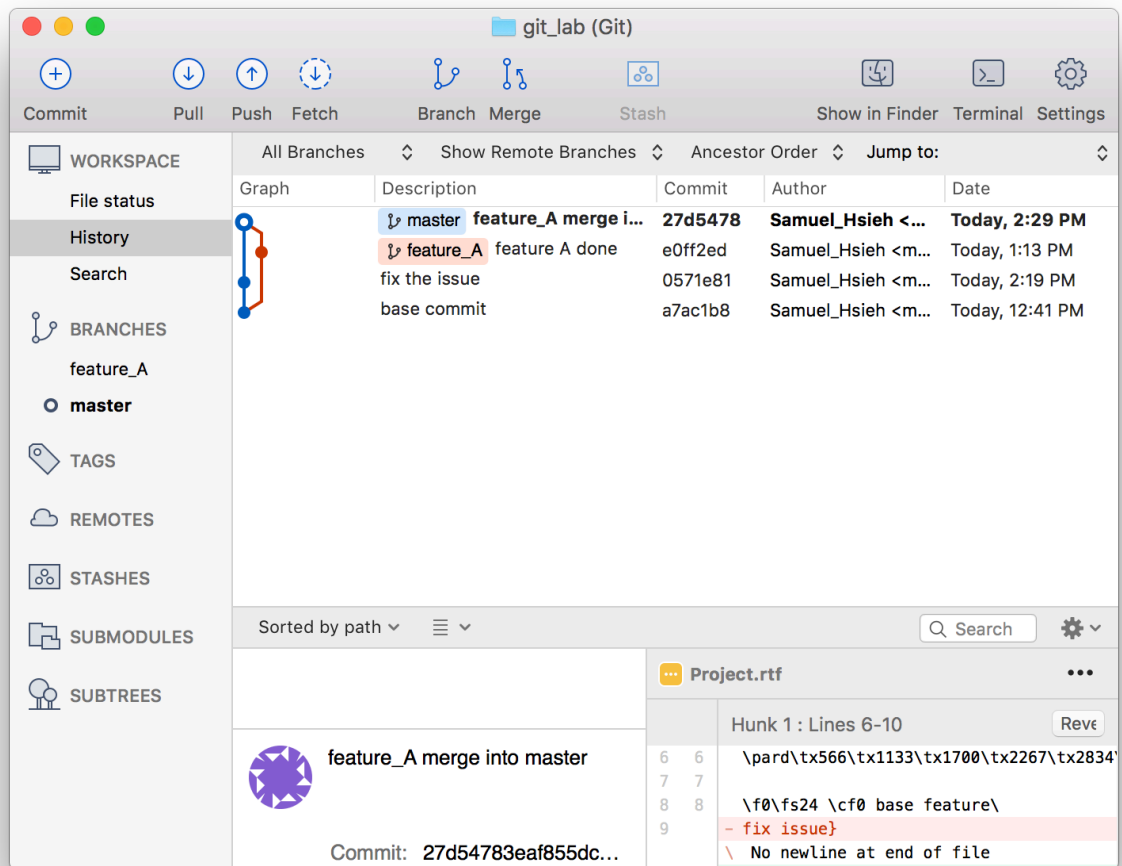 git_lab (Git)
Commit Pull Push Fetch Branch Merge Stash Show in Finder Terminal Settings
WORKSPACE
File status
History
Search
BRANCHES
feature_A
master
TAGS
REMOTES
STASHES
SUBMODULES
SUBTREES
All Branches Show Remote Branches Ancestor Order Jump to:
Graph Description Commit Author Date
master feature_A merge i... 27d5478 Samuel_Hsieh <... Today, 2:29 PM
feature_A feature A done e0ff2ed Samuel_Hsieh <m... Today, 1:13 PM
fix the issue 0571e81 Samuel_Hsieh <m... Today, 2:19 PM
base commit a7ac1b8 Samuel_Hsieh <m... Today, 12:41 PM
Sorted by path Search
feature_A merge into master
Commit: 27d54783eaf855dc...
Project.rtf
Hunk 1 : Lines 6-10 Reve
6 6 \pard\tx566\tx1133\tx1700\tx2267\tx2834\
7 7
8 8 \f0\fs24 \cf0 base feature\
9 - fix issue}
\ No newline at end of file